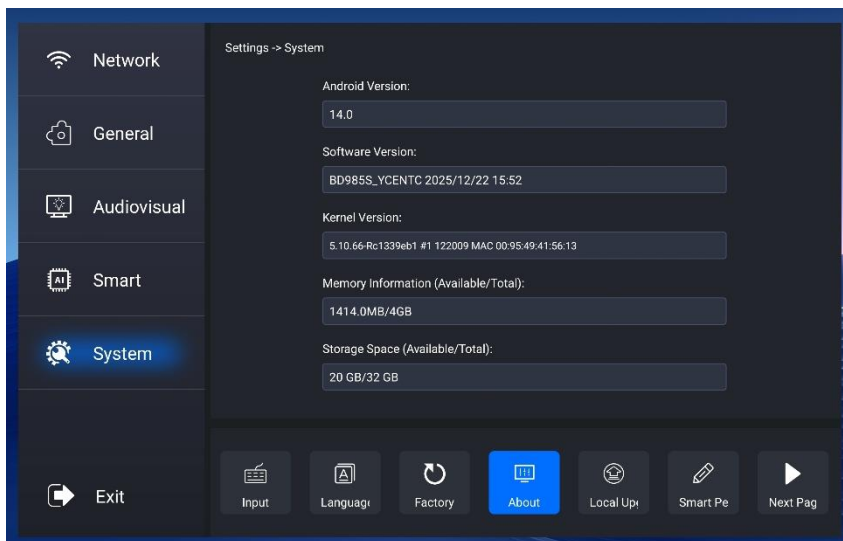 Network
General
Audiovisual
Smart
System
Exit
Settings -> System
Android Version:
14.0
Software Version:
BD985S_YCENTC 2025/12/22 15:52
Kernel Version:
5.10.66-Rc1339eb1 #1 122009 MAC 00:95:49:41:56:13
Memory Information (Available/Total):
1414.0MB/4GB
Storage Space (Available/Total):
20 GB/32 GB
Input
Language
Factory
About
Local Up
Smart Pe
Next Pag